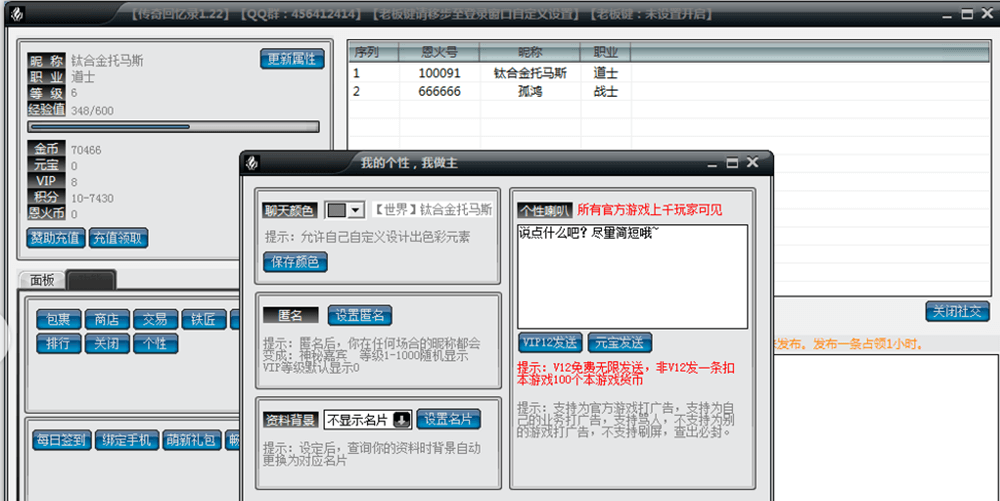 【传奇回忆录1.22】【QQ群：456412414】【老板键请移步至登录窗口自定义设置】【老板键：未设置开启】
昵 称 钛合金托马斯
更新属性
职 业 道士
等 级 6
经验值 348/600
金币 70466
元宝 0
VIP 8
积分 10-7430
恩火币 0
赞助充值 充值领取
序列 恩火号 昵称 职业
1 100091 钛合金托马斯 道士
2 666666 孤鸿 战士
面板
包裹 商店 交易 铁匠
排行 关闭 个性
每日签到 绑定手机 萌新礼包
关闭社交
发布。发布一条占领1小时。
我的个性，我做主
聊天颜色 【世界】钛合金托马斯
提示：允许自己自定义设计出色彩元素
保存颜色
匿名 设置匿名
提示：匿名后，你在任何场合的昵称都会
变成：神秘嘉宾 等级1-1000随机显示
VIP等级默认显示0
资料背景 不显示名片 设置名片
提示：设定后，查询你的资料时背景自动
更换为对应名片
个性喇叭 所有官方游戏上千玩家可见
说点什么吧？尽量简短哦~
VIP12发送 元宝发送
提示：V12免费无限发送，非V12发一条扣
本游戏100个本游戏货币
提示：支持为官方游戏打广告，支持为自
己的业务打广告，支持骂人，不支持为别
的游戏打广告，不支持刷屏，查出必封。